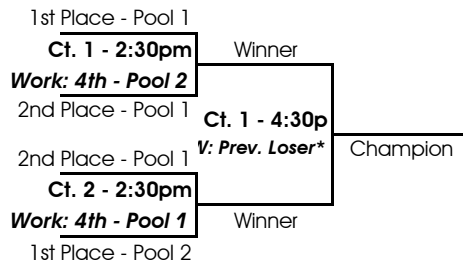 1st Place - Pool 1
Ct. 1 - 2:30pm
Winner
Work: 4th - Pool 2
2nd Place - Pool 1
Ct. 1 - 4:30p
W: Prev. Loser*
Champion
2nd Place - Pool 1
Ct. 2 - 2:30pm
Work: 4th - Pool 1
Winner
1st Place - Pool 2